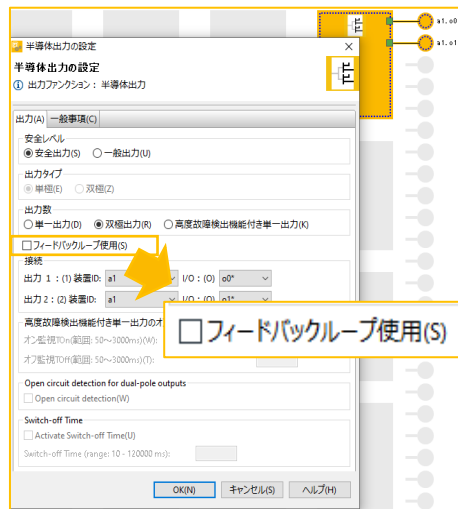 a1.o0
a1.o1
半導体出力の設定
半導体出力の設定
出力ファンクション： 半導体出力
出力(A) 一般事項(C)
安全レベル
安全出力(S) 一般出力(U)
出力タイプ
単極(E) 双極(Z)
出力数
単一出力(D) 双極出力(R) 高度故障検出機能付き単一出力(K)
フィードバックループ使用(S)
接続
出力 1 ：(1) 装置ID: a1 I/O：(O) o0*
出力 2：(2) 装置ID: a1 I/O：(O) o1*
フィードバックループ使用(S)
高度故障検出機能付き単一出力のオ
オン監視TOn(範囲: 50～3000ms)(W):
オフ監視TOff(範囲: 50～3000ms)(T):
Open circuit detection for dual-pole outputs
Open circuit detection(W)
Switch-off Time
Activate Switch-off Time(U)
Switch-off Time (range: 10 - 120000 ms):
OK(N) キャンセル(S) ヘルプ(H)